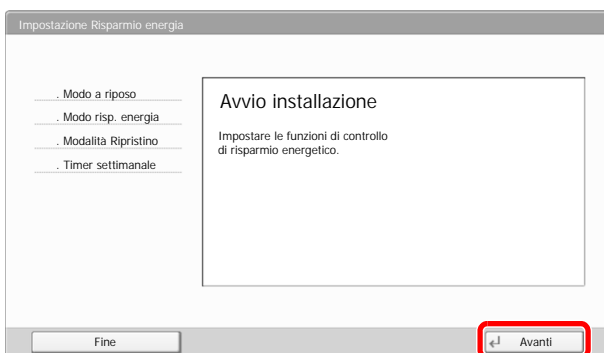 Impostazione Risparmio energia
. Modo a riposo
. Modo risp. energia
. Modalità Ripristino
. Timer settimanale
Avvio installazione
Impostare le funzioni di controllo
di risparmio energetico.
Fine
Avanti